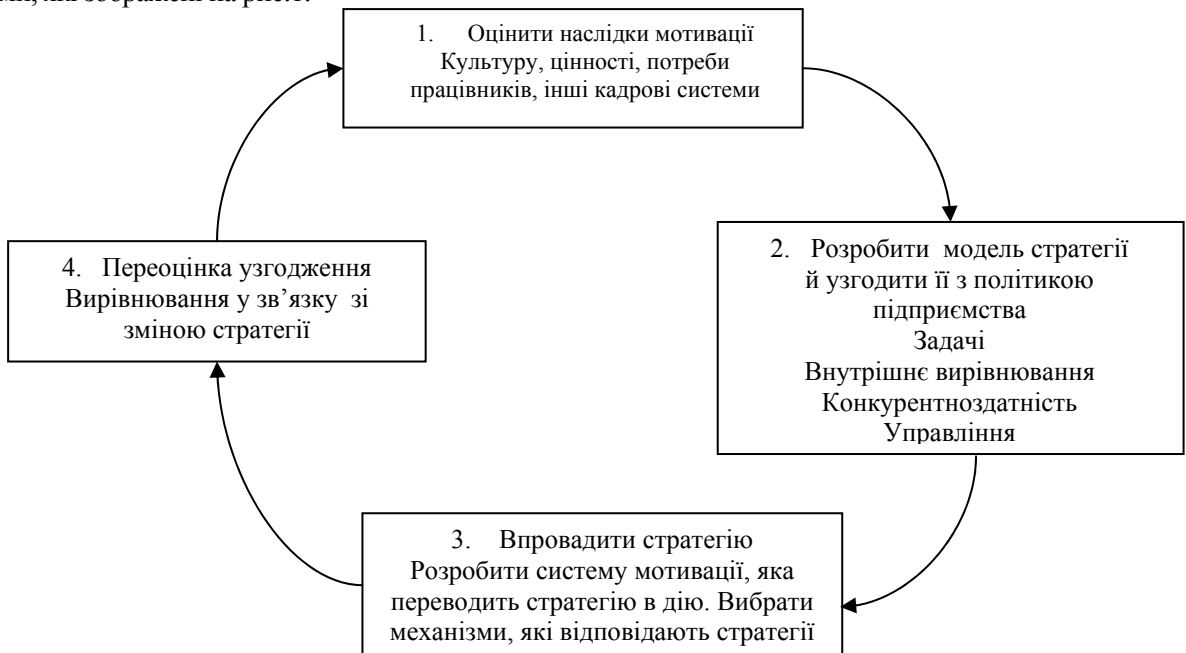 які зображені на рис.1.
1. Оцінити наслідки мотивації
Культуру, цінності, потреби
працівників, інші кадрові системи
2. Розробити модель стратегії
й узгодити її з політикою
підприємства
Задачі
Внутрішнє вирівнювання
Конкурентноздатність
Управління
3. Впровадити стратегію
Розробити систему мотивації, яка
переводить стратегію в дію. Вибрати
механізми, які відповідають стратегії
4. Переоцінка узгодження
Вирівнювання у зв’язку зі
зміною стратегії